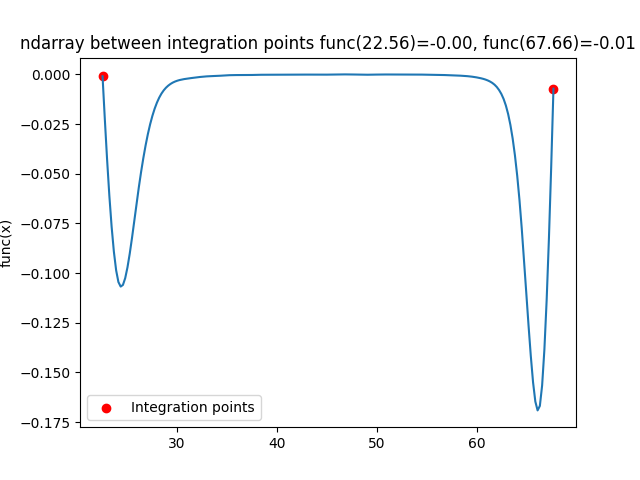 ndarray between integration points func(22.56)=-0.00, func(67.66)=-0.01
func(x)
0.000
−0.025
−0.050
−0.075
−0.100
−0.125
−0.150
−0.175
Integration points
30 40 50 60